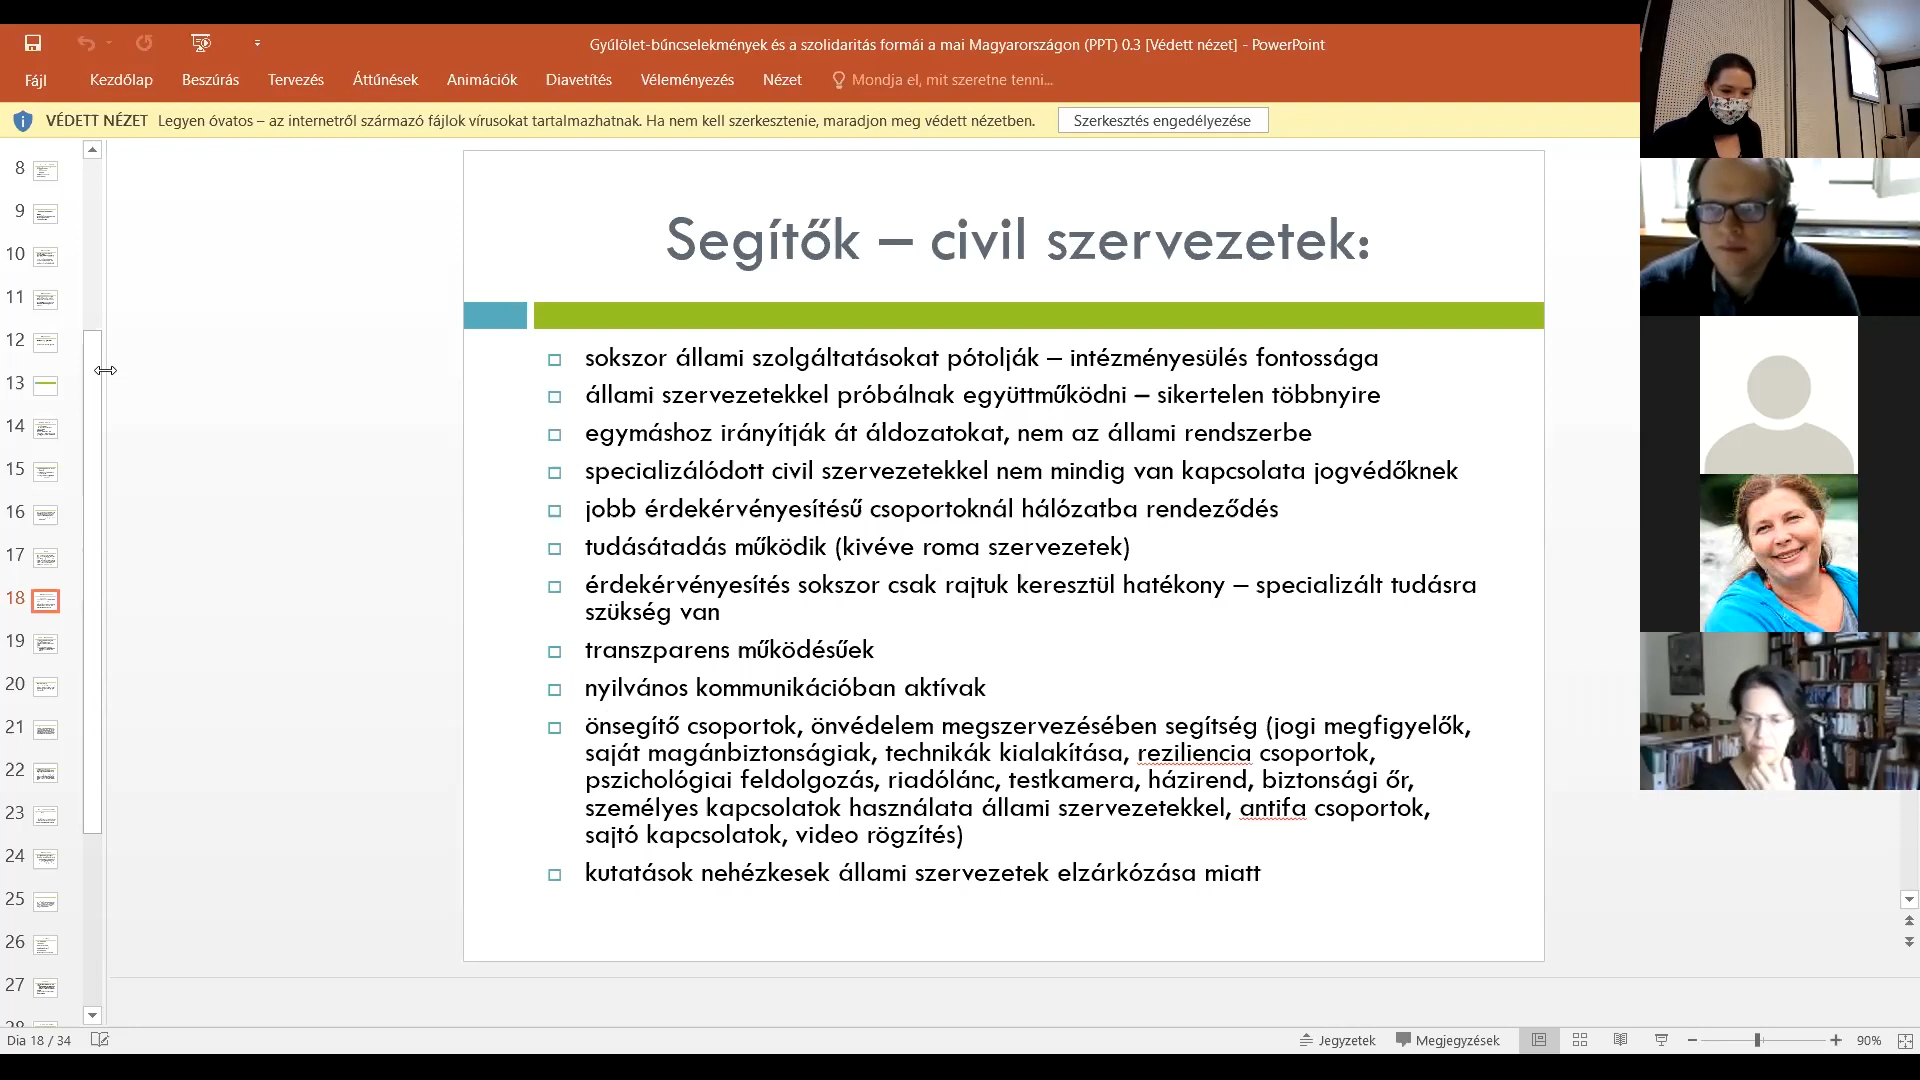 Gyűlölet-bűncselekmények és a szolidaritás formái a mai Magyarországon (PPT) 0.3 [Védett nézet] - PowerPoint
Fájl Kezdőlap Beszúrás Tervezés Áttűnések Animációk Diavetítés Véleményezés Nézet Mondja el, mit szeretne tenni...
VÉDETT NÉZET Legyen óvatos – az internetről származó fájlok vírusokat tartalmazhatnak. Ha nem kell szerkesztenie, maradjon meg védett nézetben. Szerkesztés engedélyezése
8
9
10
11
12
13
14
15
16
17
18
19
20
21
22
23
24
25
26
27
28
Segítők – civil szervezetek:
sokszor állami szolgáltatásokat pótolják – intézményesülés fontossága
állami szervezetekkel próbálnak együttműködni – sikertelen többnyire
egymáshoz irányítják át áldozatokat, nem az állami rendszerbe
specializálódott civil szervezetekkel nem mindig van kapcsolata jogvédőknek
jobb érdekérvényesítésű csoportoknál hálózatba rendeződés
tudásátadás működik (kivéve roma szervezetek)
érdekérvényesítés sokszor csak rajtuk keresztül hatékony – specializált tudásra
szükség van
transzparens működésűek
nyilvános kommunikációban aktívak
önsegítő csoportok, önvédelem megszervezésében segítség (jogi megfigyelők,
saját magánbiztonságiak, technikák kialakítása, reziliencia csoportok,
pszichológiai feldolgozás, riadólánc, testkamera, házirend, biztonsági őr,
személyes kapcsolatok használata állami szervezetekkel, antifa csoportok,
sajtó kapcsolatok, video rögzítés)
kutatások nehézkesek állami szervezetek elzárkózása miatt
Dia 18 / 34 Jegyzetek Megjegyzések 90%